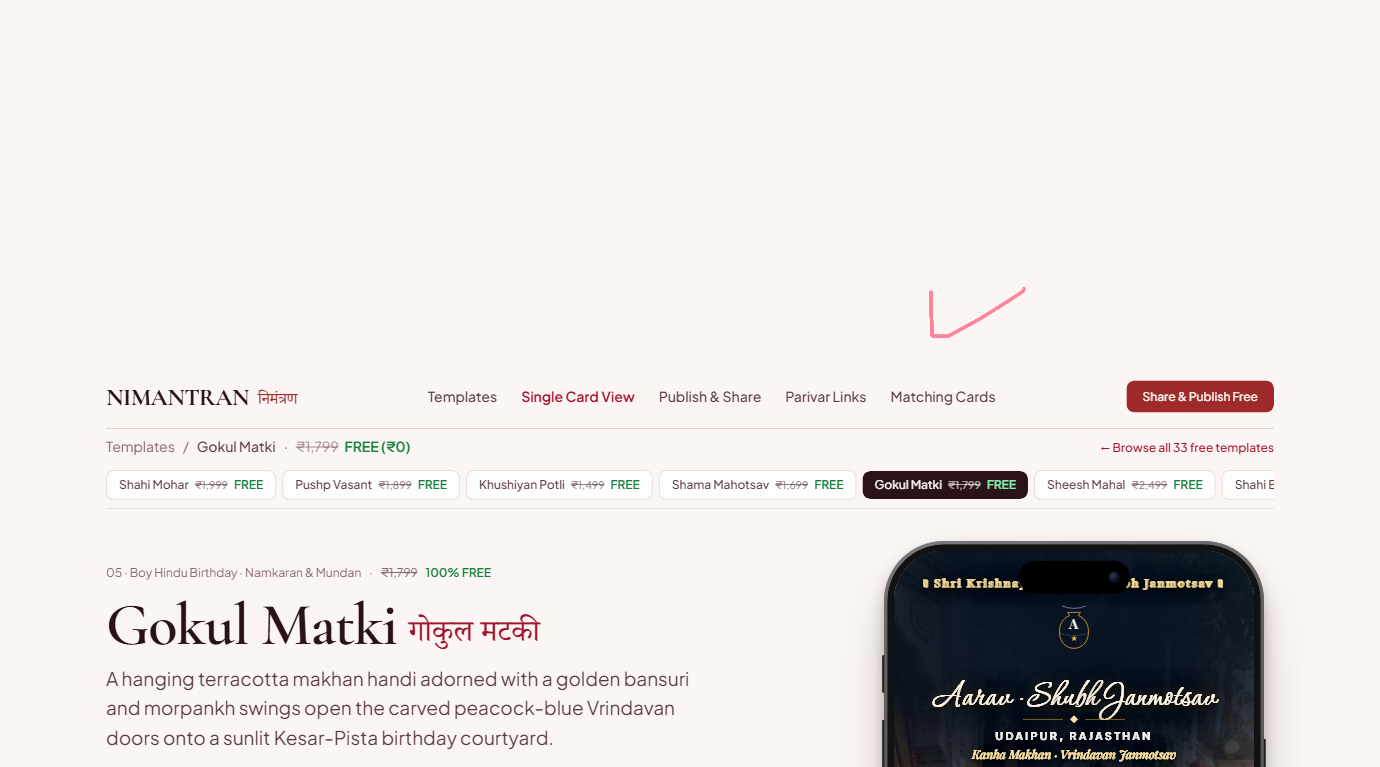 NIMANTRAN निमंत्रण Templates Single Card View Publish & Share Parivar Links Matching Cards Share & Publish Free
Templates / Gokul Matki · ₹1,799 FREE (₹0) ← Browse all 33 free templates
Shahi Mohar ₹1,999 FREE Pushp Vasant ₹1,899 FREE Khushiyan Potli ₹1,499 FREE Shama Mahotsav ₹1,699 FREE Gokul Matki ₹1,799 FREE Sheesh Mahal ₹2,499 FREE Shahi
05 · Boy Hindu Birthday · Namkaran & Mundan · ₹1,799 100% FREE
Gokul Matki गोकुल मटकी
A hanging terracotta makhan handi adorned with a golden bansuri
and morpankh swings open the carved peacock-blue Vrindavan
doors onto a sunlit Kesar-Pista birthday courtyard.
Shri Janmotsav
A
Aarav · Shubh Janmotsav
UDAIPUR, RAJASTHAN
Kanha Makhan · Vrindavan Janmotsav